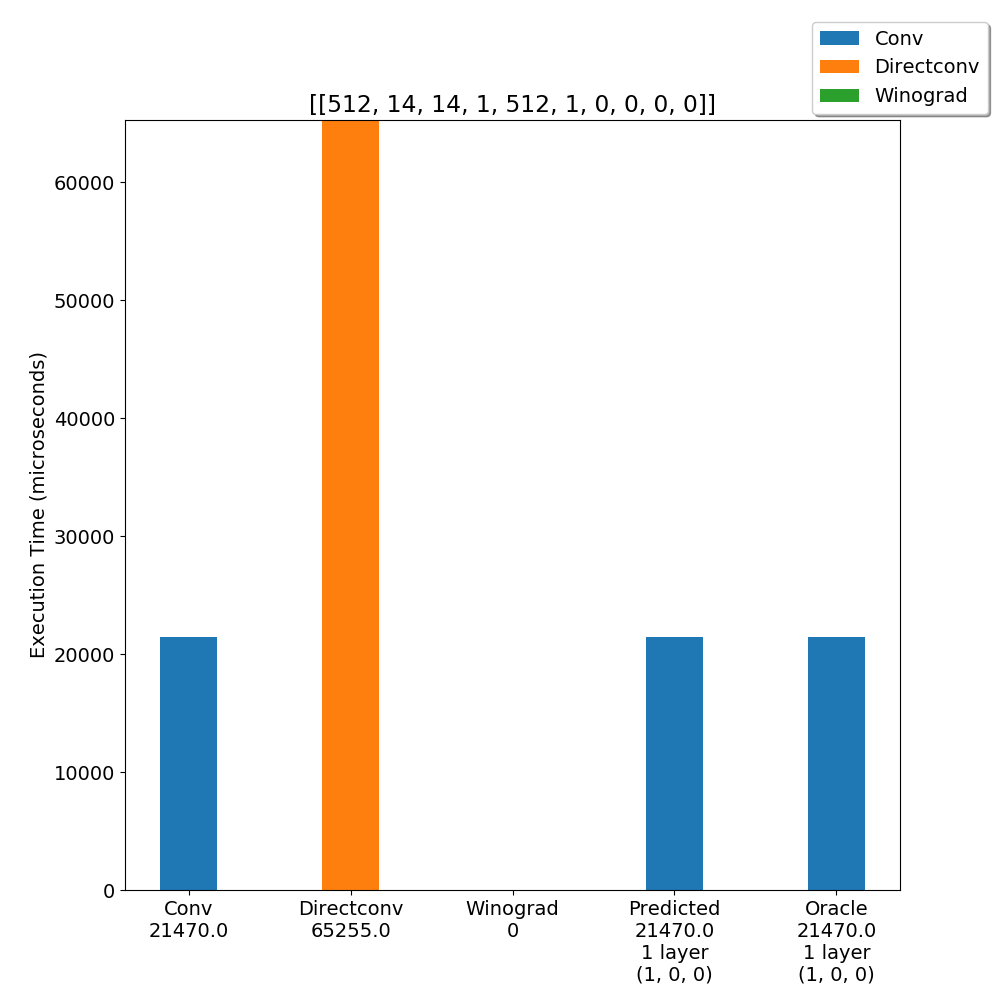 Conv
Directconv
Winograd
[[512, 14, 14, 1, 512, 1, 0, 0, 0, 0]]
Execution Time (microseconds)
60000
50000
40000
30000
20000
10000
0
Conv
21470.0
Directconv
65255.0
Winograd
0
Predicted
21470.0
1 layer
(1, 0, 0)
Oracle
21470.0
1 layer
(1, 0, 0)